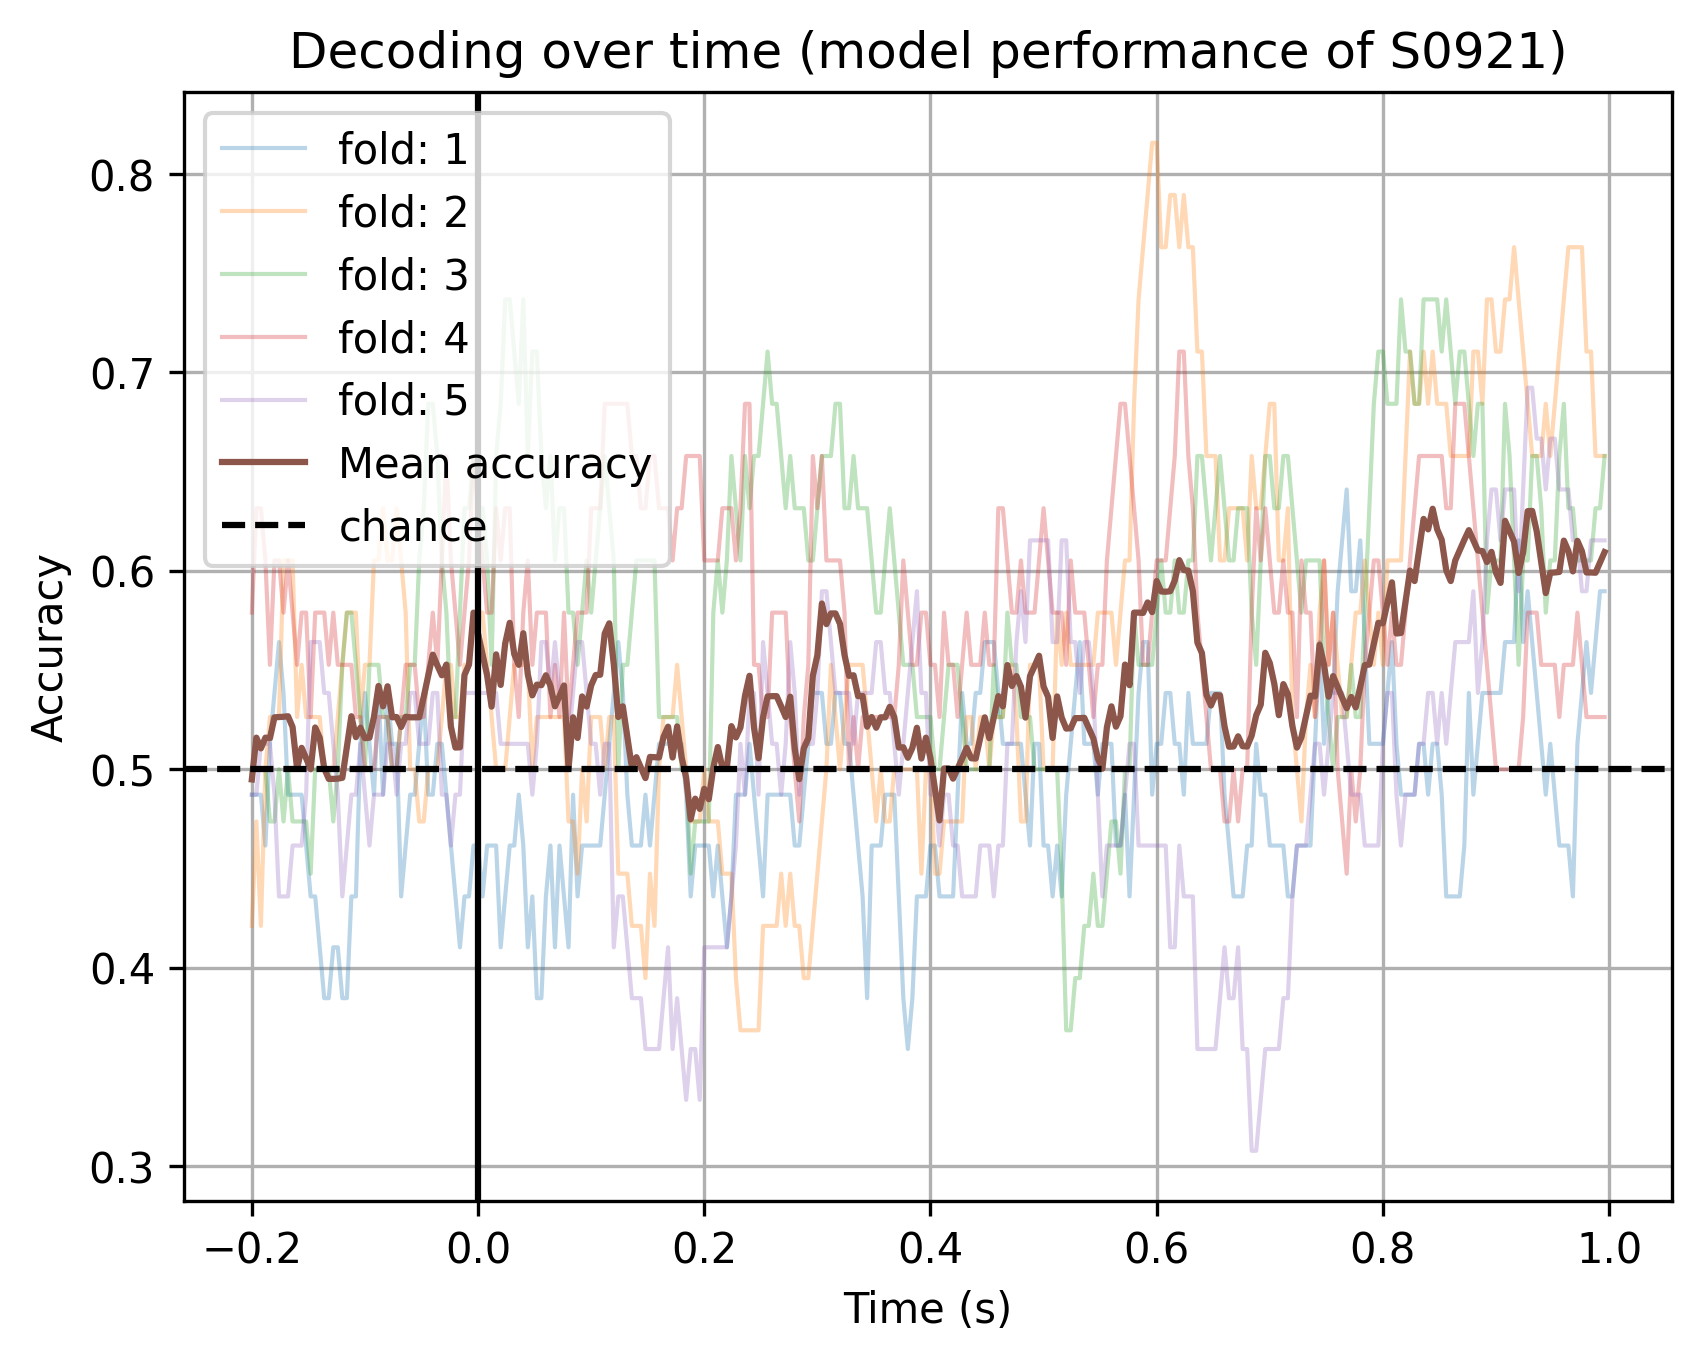 Decoding over time (model performance of S0921)
fold: 1
fold: 2
fold: 3
fold: 4
fold: 5
Mean accuracy
chance
Accuracy
0.8
0.7
0.6
0.5
0.4
0.3
−0.2 0.0 0.2 0.4 0.6 0.8 1.0
Time (s)